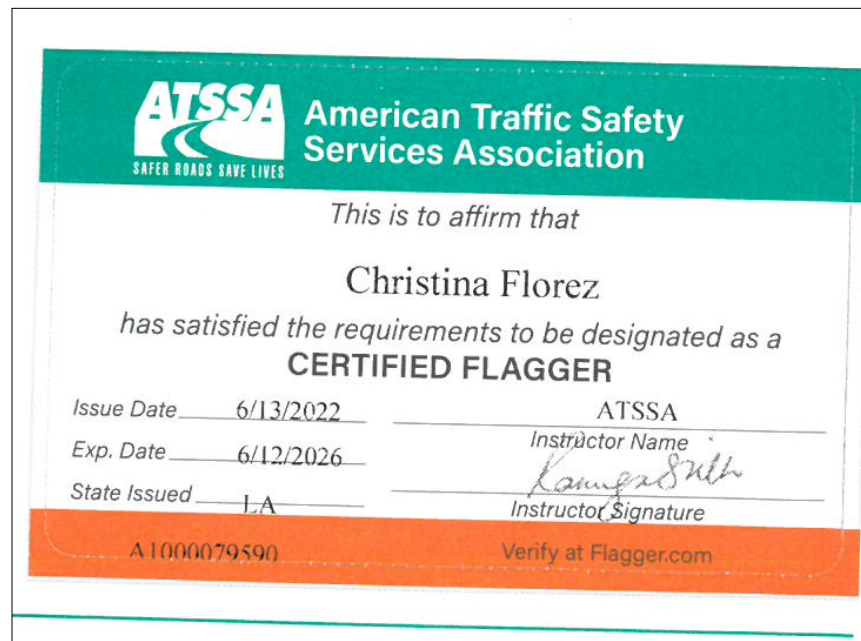 ATSSA
SAFER ROADS SAVE LIVES
American Traffic Safety
Services Association
This is to affirm that
Christina Florez
has satisfied the requirements to be designated as a
CERTIFIED FLAGGER
Issue Date 6/13/2022
Exp. Date 6/12/2026
State Issued LA
ATSSA
Instructor Name
Instructor Signature
A1000079590
Verify at Flagger.com